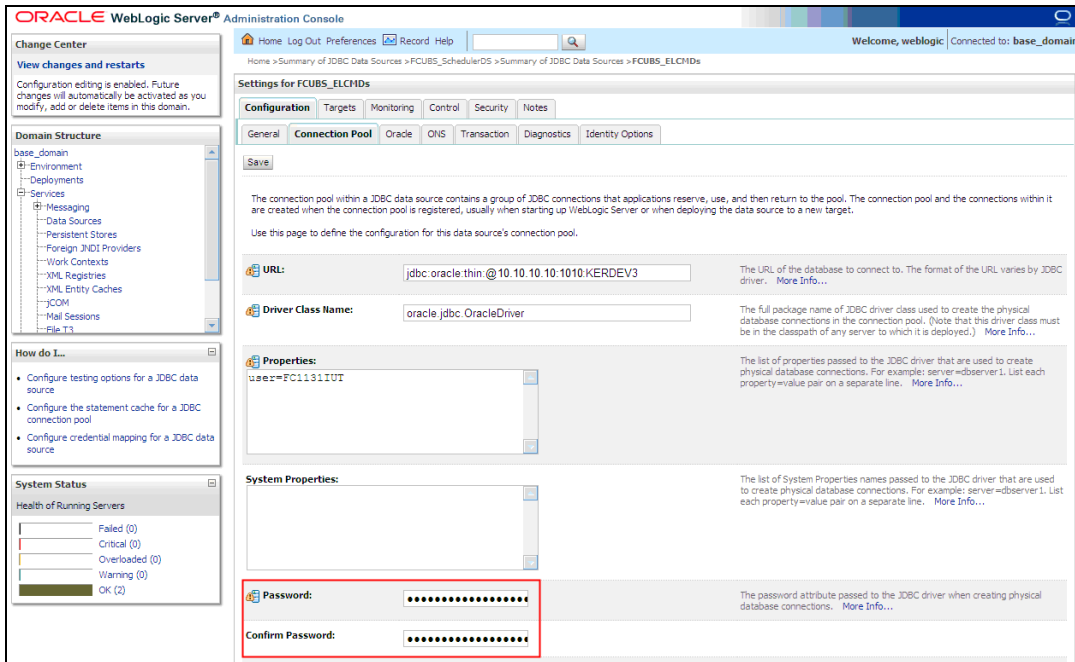 ORACLE WebLogic Server® Administration Console
Change Center
View changes and restarts
Configuration editing is enabled. Future
changes will automatically be activated as you
modify, add or delete items in this domain.
Domain Structure
base_domain
Environment
Deployments
Services
Messaging
Data Sources
Persistent Stores
Foreign JNDI Providers
Work Contexts
XML Registries
XML Entity Caches
jCOM
Mail Sessions
File T3
How do I...
Configure testing options for a JDBC data
source
Configure the statement cache for a JDBC
connection pool
Configure credential mapping for a JDBC data
source
System Status
Health of Running Servers
Failed (0)
Critical (0)
Overloaded (0)
Warning (0)
OK (2)
Home Log Out Preferences Record Help
Welcome, weblogic Connected to: base_domain
Home >Summary of JDBC Data Sources >FCUBS_SchedulerDS >Summary of JDBC Data Sources >FCUBS_ELCMDs
Settings for FCUBS_ELCMDs
Configuration Targets Monitoring Control Security Notes
General Connection Pool Oracle ONS Transaction Diagnostics Identity Options
Save
The connection pool within a JDBC data source contains a group of JDBC connections that applications reserve, use, and then return to the pool. The connection pool and the connections within it
are created when the connection pool is registered, usually when starting up WebLogic Server or when deploying the data source to a new target.
Use this page to define the configuration for this data source's connection pool.
URL:
jdbc:oracle:thin:@10.10.10.10:1010:KERDEV3
The URL of the database to connect to. The format of the URL varies by JDBC
driver. More Info...
Driver Class Name:
oracle.jdbc.OracleDriver
The full package name of JDBC driver class used to create the physical
database connections in the connection pool. (Note that this driver class must
be in the classpath of any server to which it is deployed.) More Info...
Properties:
user=FC1131IUT
The list of properties passed to the JDBC driver that are used to create
physical database connections. For example: server=dbserver1. List each
property=value pair on a separate line. More Info...
System Properties:
The list of System Properties names passed to the JDBC driver that are used
to create physical database connections. For example: server=dbserver1. List
each property=value pair on a separate line. More Info...
Password:
The password attribute passed to the JDBC driver when creating physical
database connections. More Info...
Confirm Password: